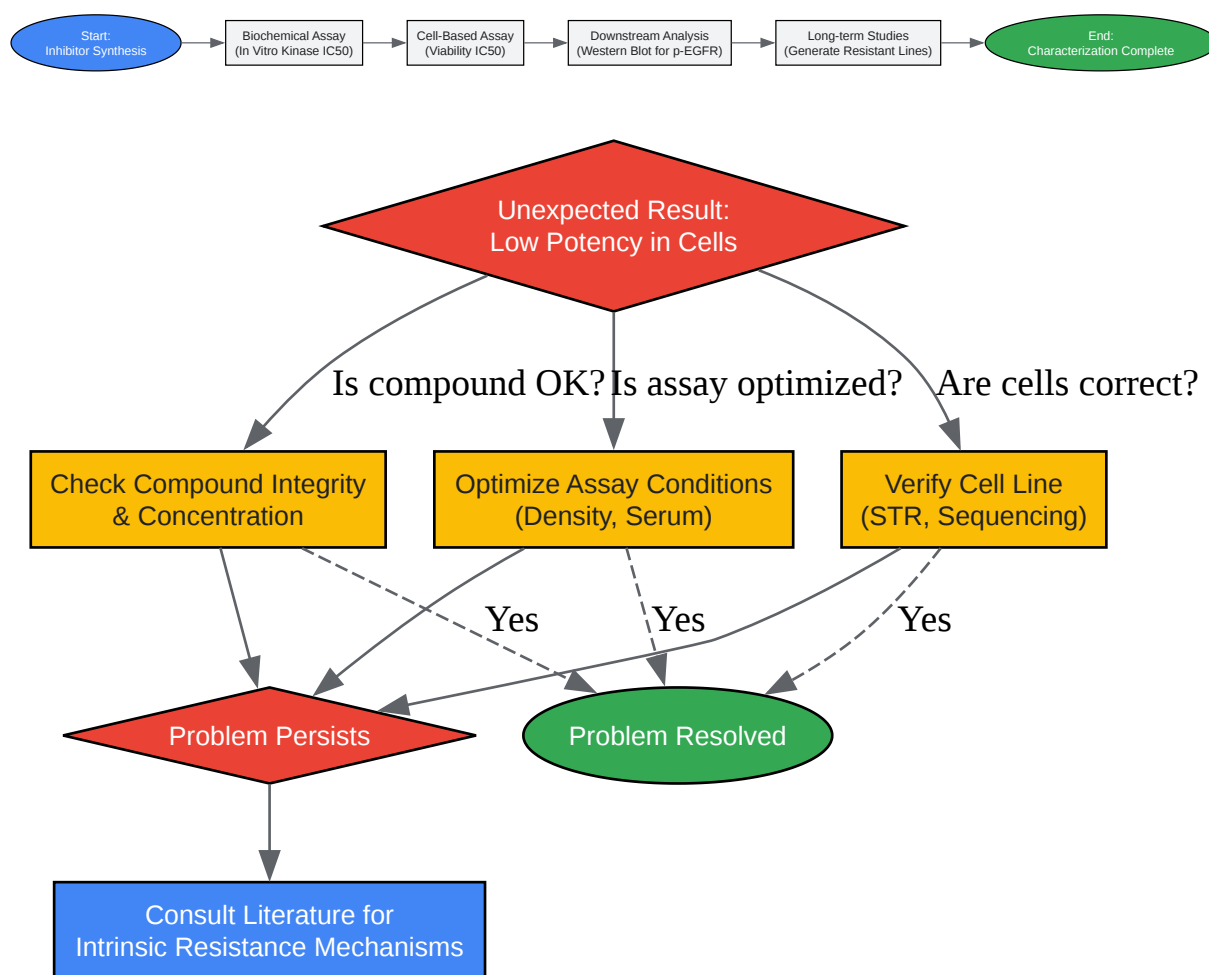 Start:
Inhibitor Synthesis
Biochemical Assay
(In Vitro Kinase IC50)
Cell-Based Assay
(Viability IC50)
Downstream Analysis
(Western Blot for p-EGFR)
Long-term Studies
(Generate Resistant Lines)
End:
Characterization Complete
Unexpected Result:
Low Potency in Cells
Is compound OK?
Is assay optimized?
Are cells correct?
Check Compound Integrity
& Concentration
Optimize Assay Conditions
(Density, Serum)
Verify Cell Line
(STR, Sequencing)
Yes
Yes
Yes
Problem Persists
Problem Resolved
Consult Literature for
Intrinsic Resistance Mechanisms